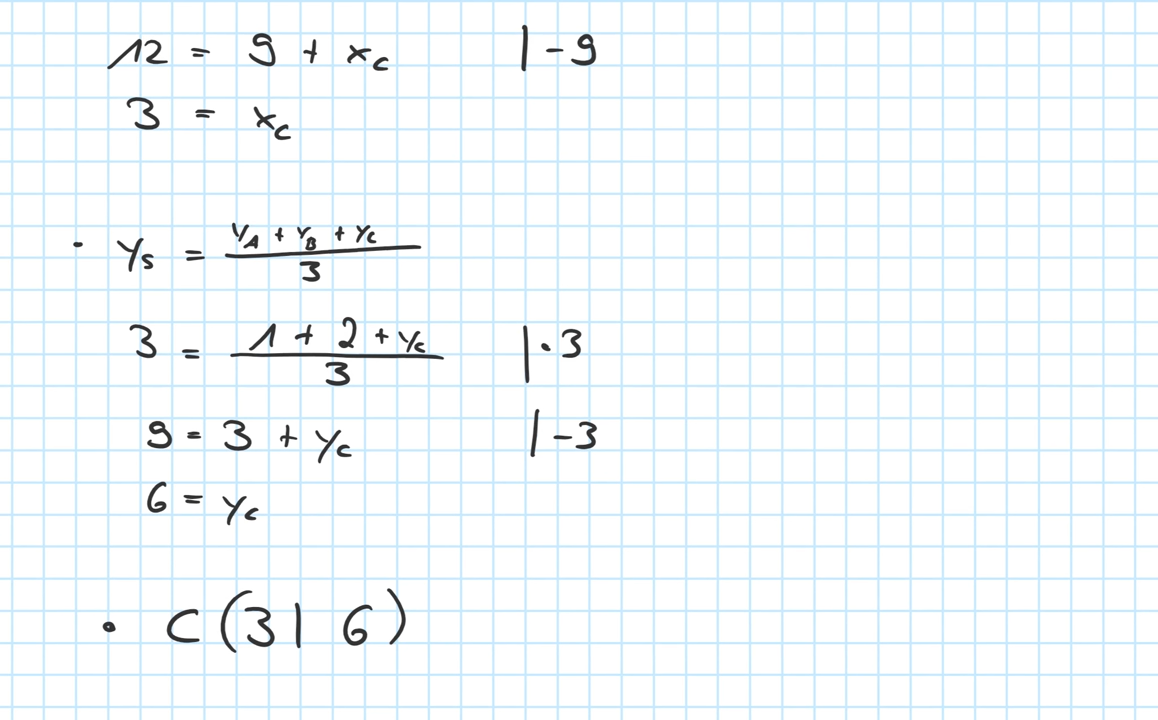 12 = 9 + x_c | -9
3 = x_c
· y_s = (y_A + y_B + y_c) / 3
3 = (1 + 2 + y_c) / 3 | · 3
9 = 3 + y_c | -3
6 = y_c
• C (3 | 6)